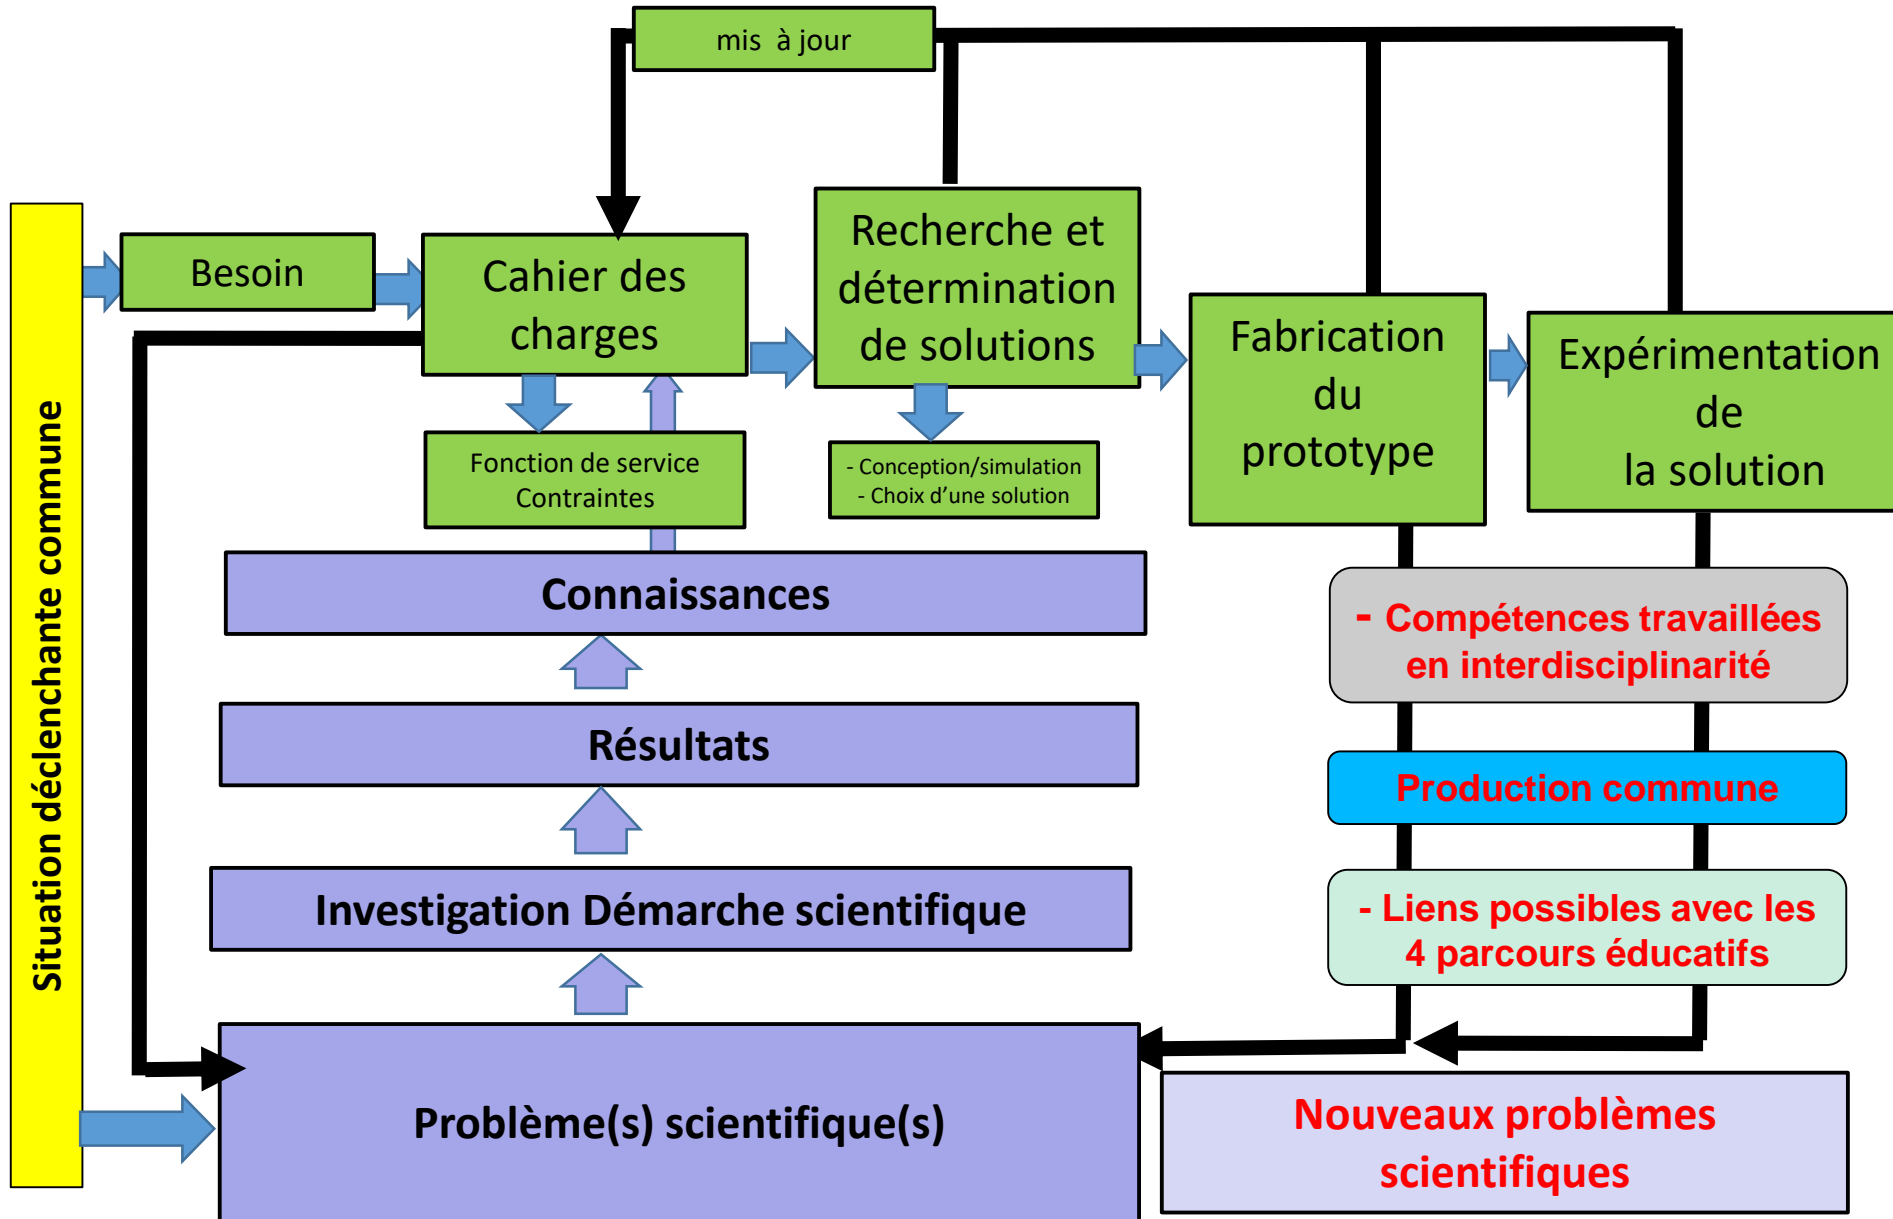 mis à jour
Situation déclenchante commune
Besoin
Cahier des
charges
Recherche et
détermination
de solutions
Fabrication
du
prototype
Expérimentation
de
la solution
Fonction de service
Contraintes
- Conception/simulation
- Choix d’une solution
Connaissances
Résultats
Investigation Démarche scientifique
Problème(s) scientifique(s)
- Compétences travaillées
en interdisciplinarité
Production commune
- Liens possibles avec les
4 parcours éducatifs
Nouveaux problèmes
scientifiques